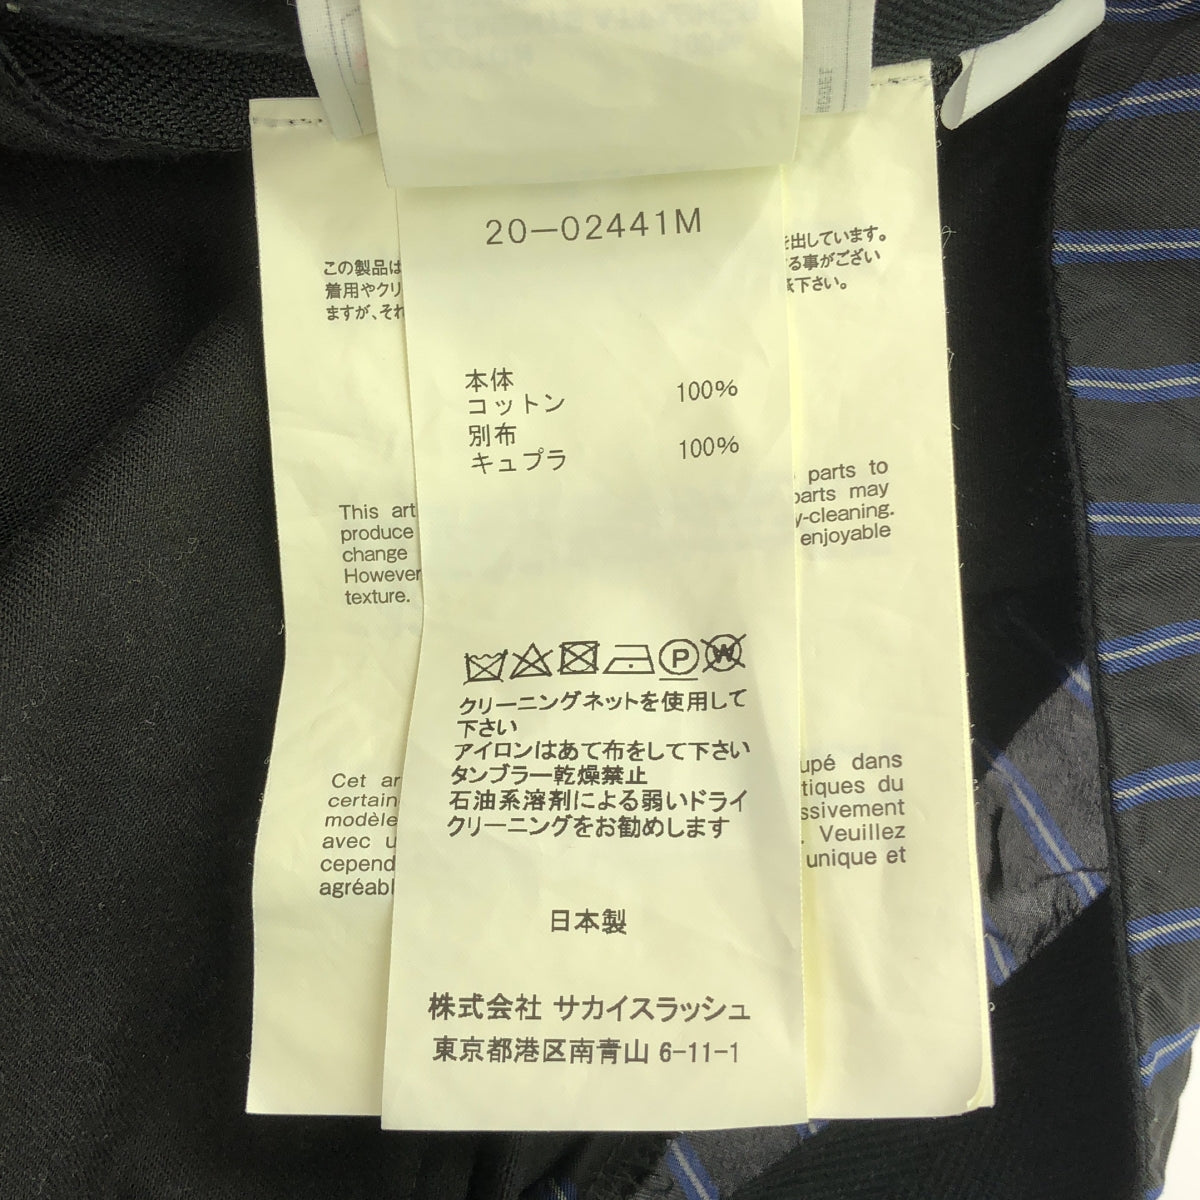 20-02441M
この製品は
着用やクリ
ますが、それ
を出しています。
る事がござい
承下さい。
本体
コットン 100%
別布
キュプラ 100%
This art
produce
change
However
texture.
parts to
parts may
y-cleaning.
enjoyable
P
W
クリーニングネットを使用して
下さい
アイロンはあて布をして下さい
タンブラー乾燥禁止
石油系溶剤による弱いドライ
クリーニングをお勧めします
Cet ar
certain
modèle
avec u
cepend
agréabl
upé dans
tiques du
ssivement
. Veuillez
unique et
日本製
株式会社 サカイスラッシュ
東京都港区南青山 6-11-1